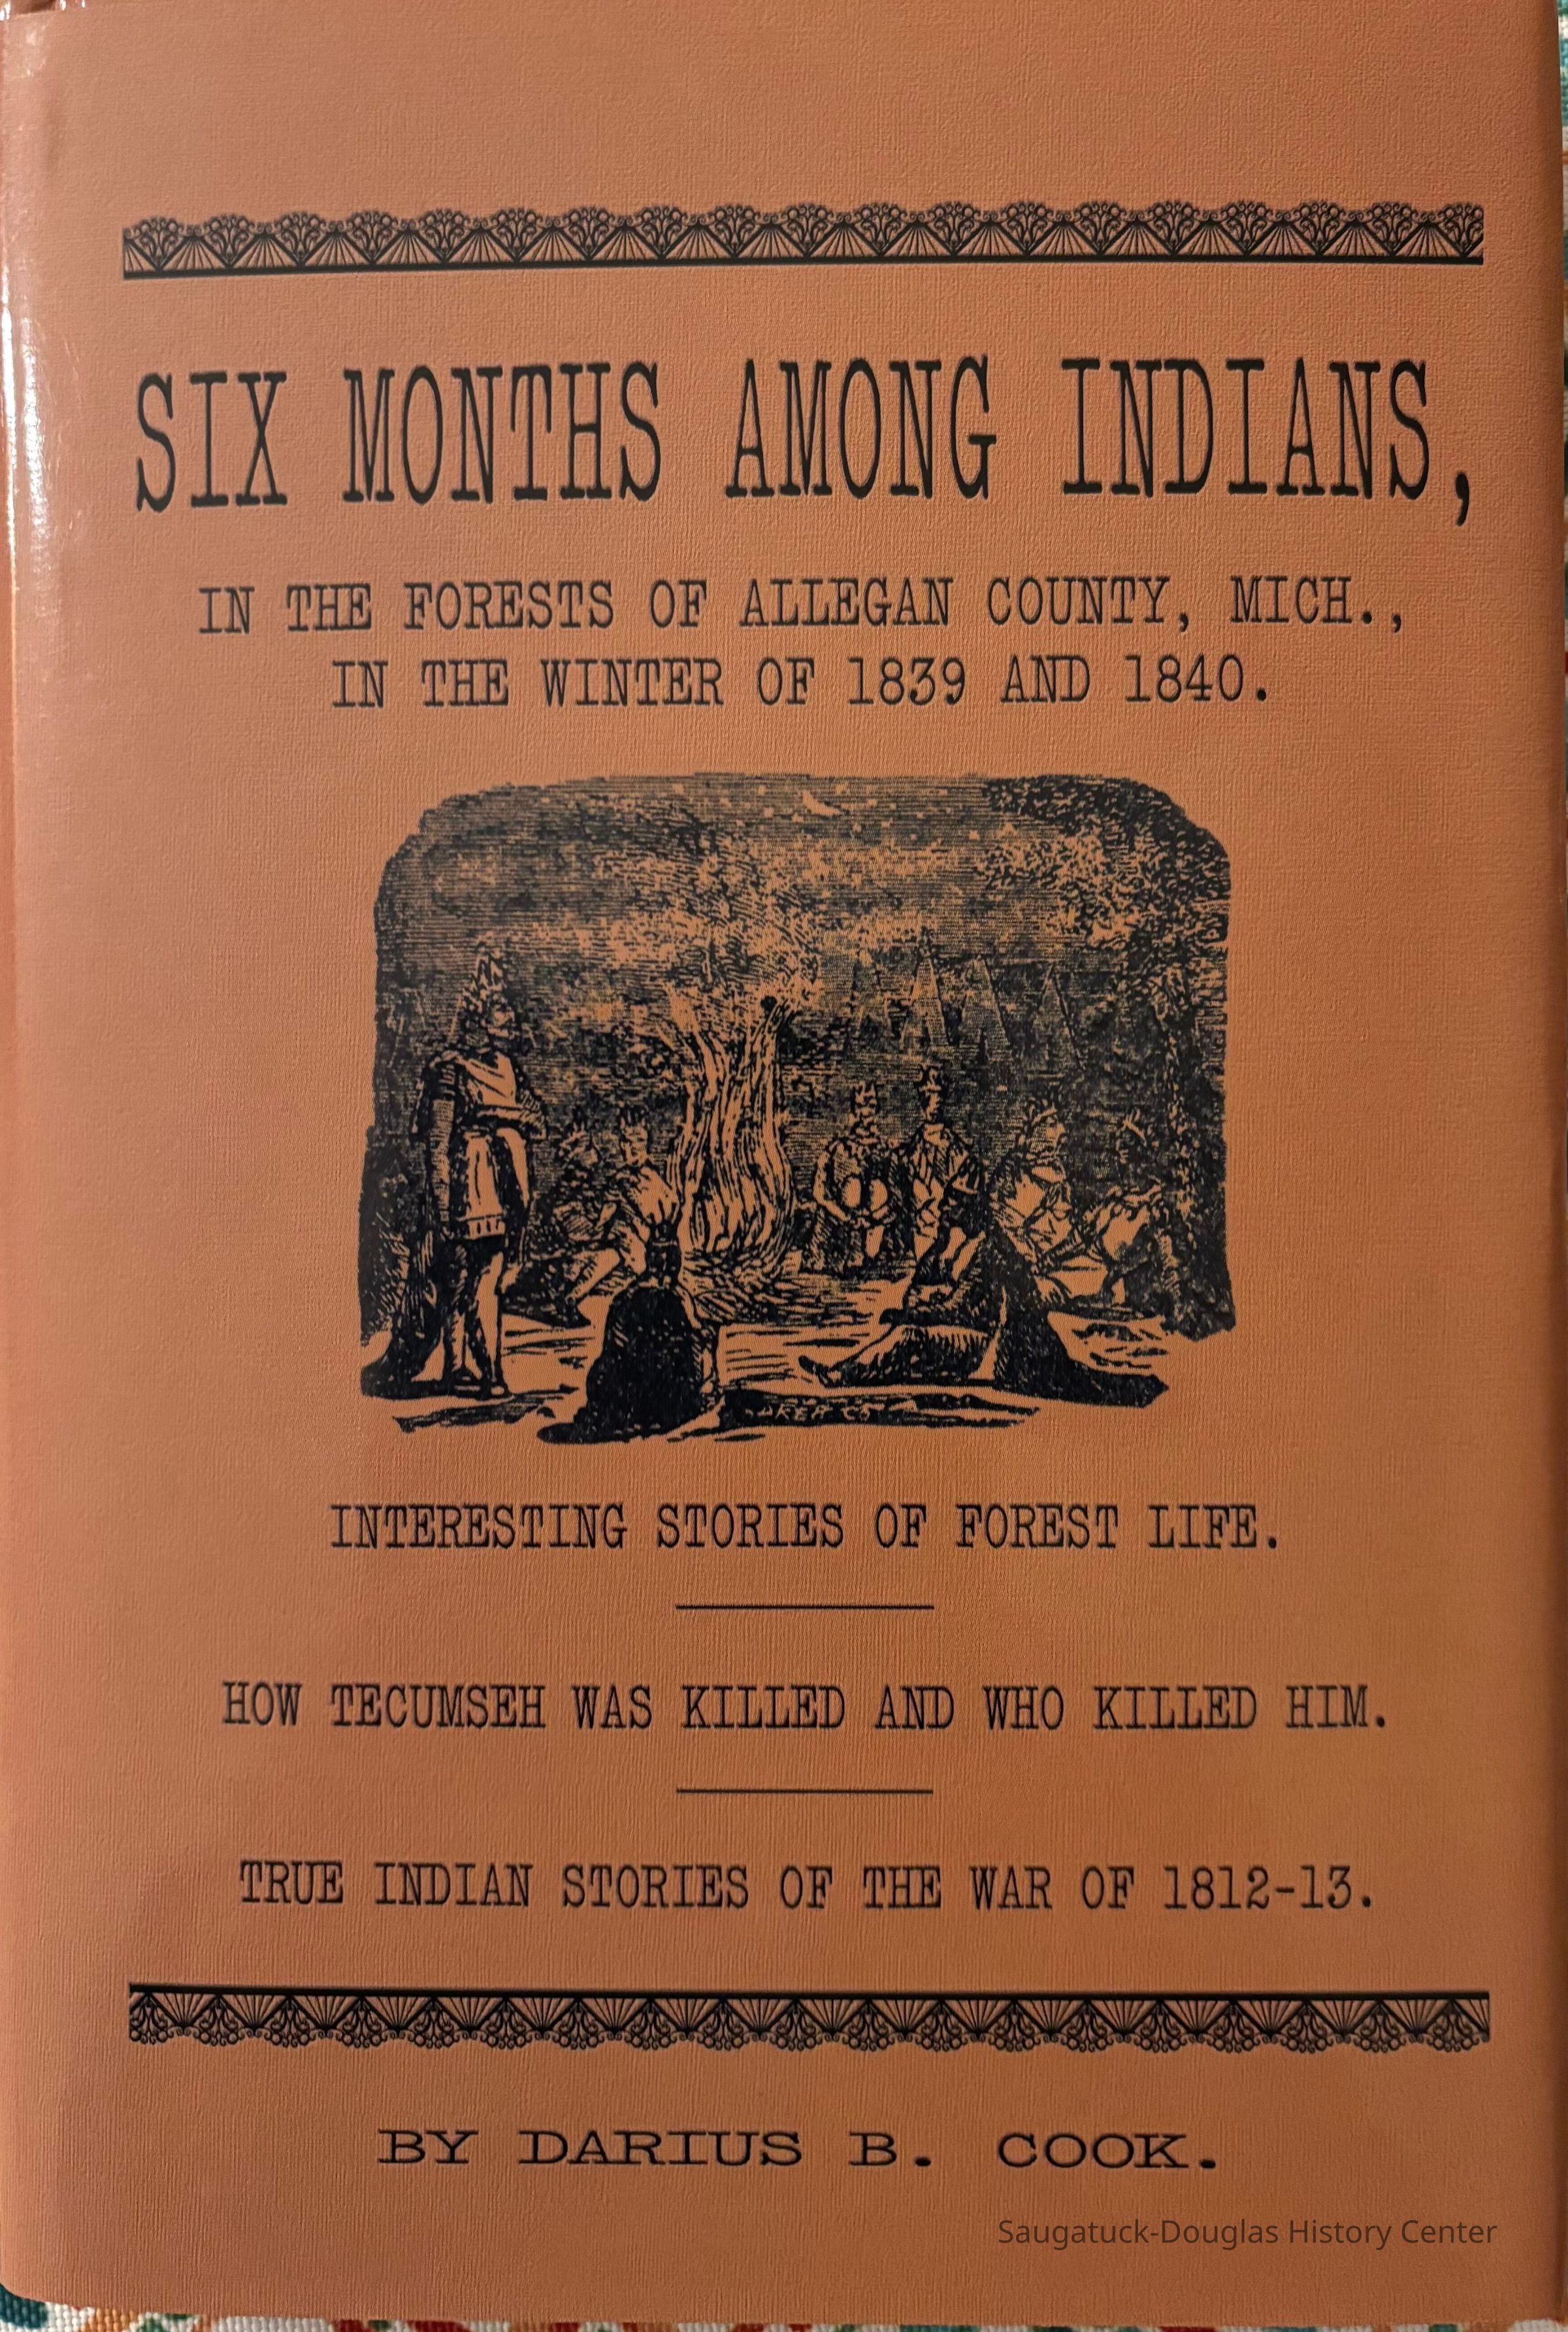 SIX MONTHS AMONG INDIANS,
IN THE FORESTS OF ALLEGAN COUNTY, MICH.,
IN THE WINTER OF 1839 AND 1840.
INTERESTING STORIES OF FOREST LIFE.
HOW TECUMSEH WAS KILLED AND WHO KILLED HIM.
TRUE INDIAN STORIES OF THE WAR OF 1812-13.
BY DARIUS B. COOK.
Saugatuck-Douglas History Center